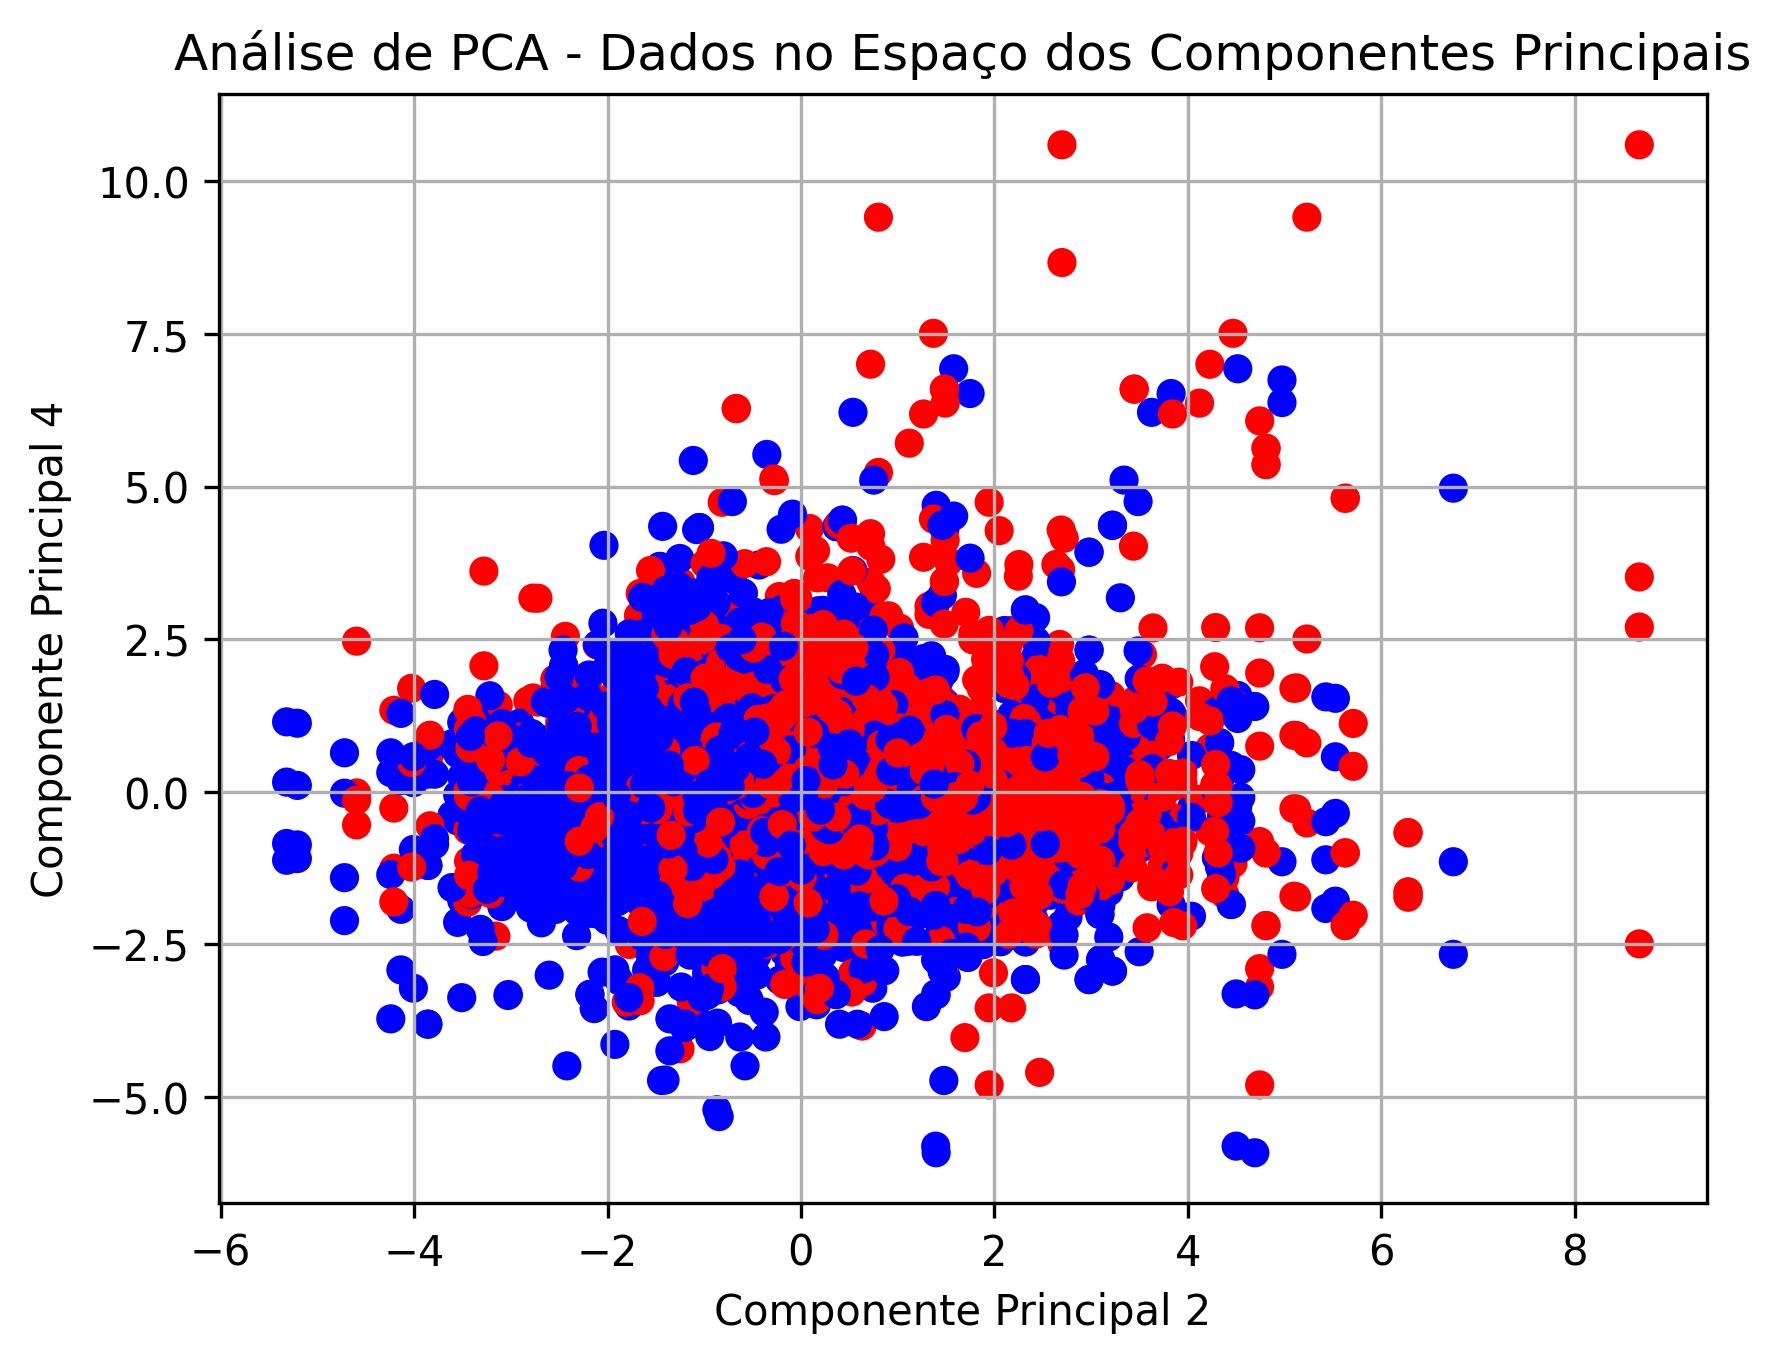 Análise de PCA - Dados no Espaço dos Componentes Principais
10.0
7.5
5.0
2.5
0.0
−2.5
−5.0
Componente Principal 4
−6 −4 −2 0 2 4 6 8
Componente Principal 2